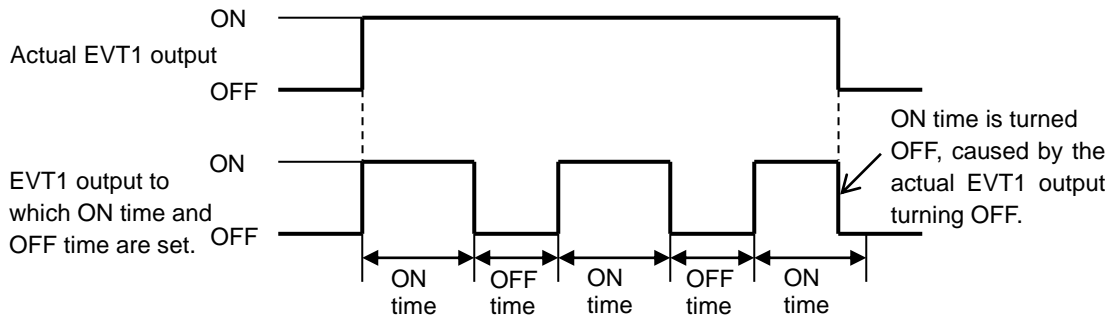 ON
Actual EVT1 output
OFF
ON time is turned
OFF, caused by the
actual EVT1 output
turning OFF.
ON
EVT1 output to
which ON time and
OFF time are set.
OFF
ON
time
OFF
time
ON
time
OFF
time
ON
time